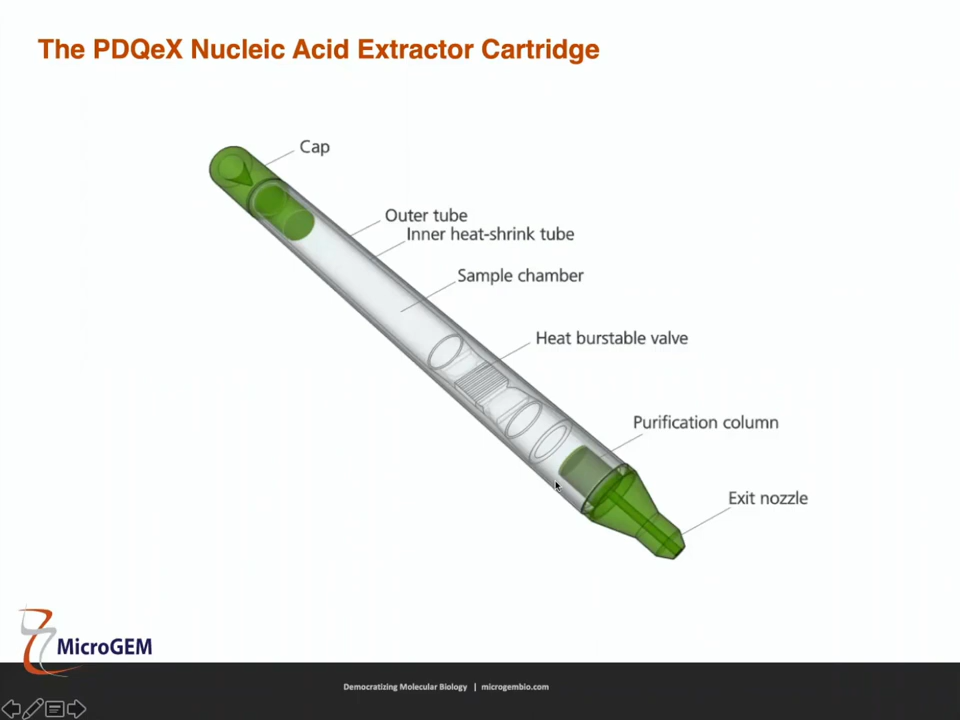 The PDQeX Nucleic Acid Extractor Cartridge
Cap
Outer tube
Inner heat-shrink tube
Sample chamber
Heat burstable valve
Purification column
Exit nozzle
MicroGEM
Democratizing Molecular Biology | microgembio.com